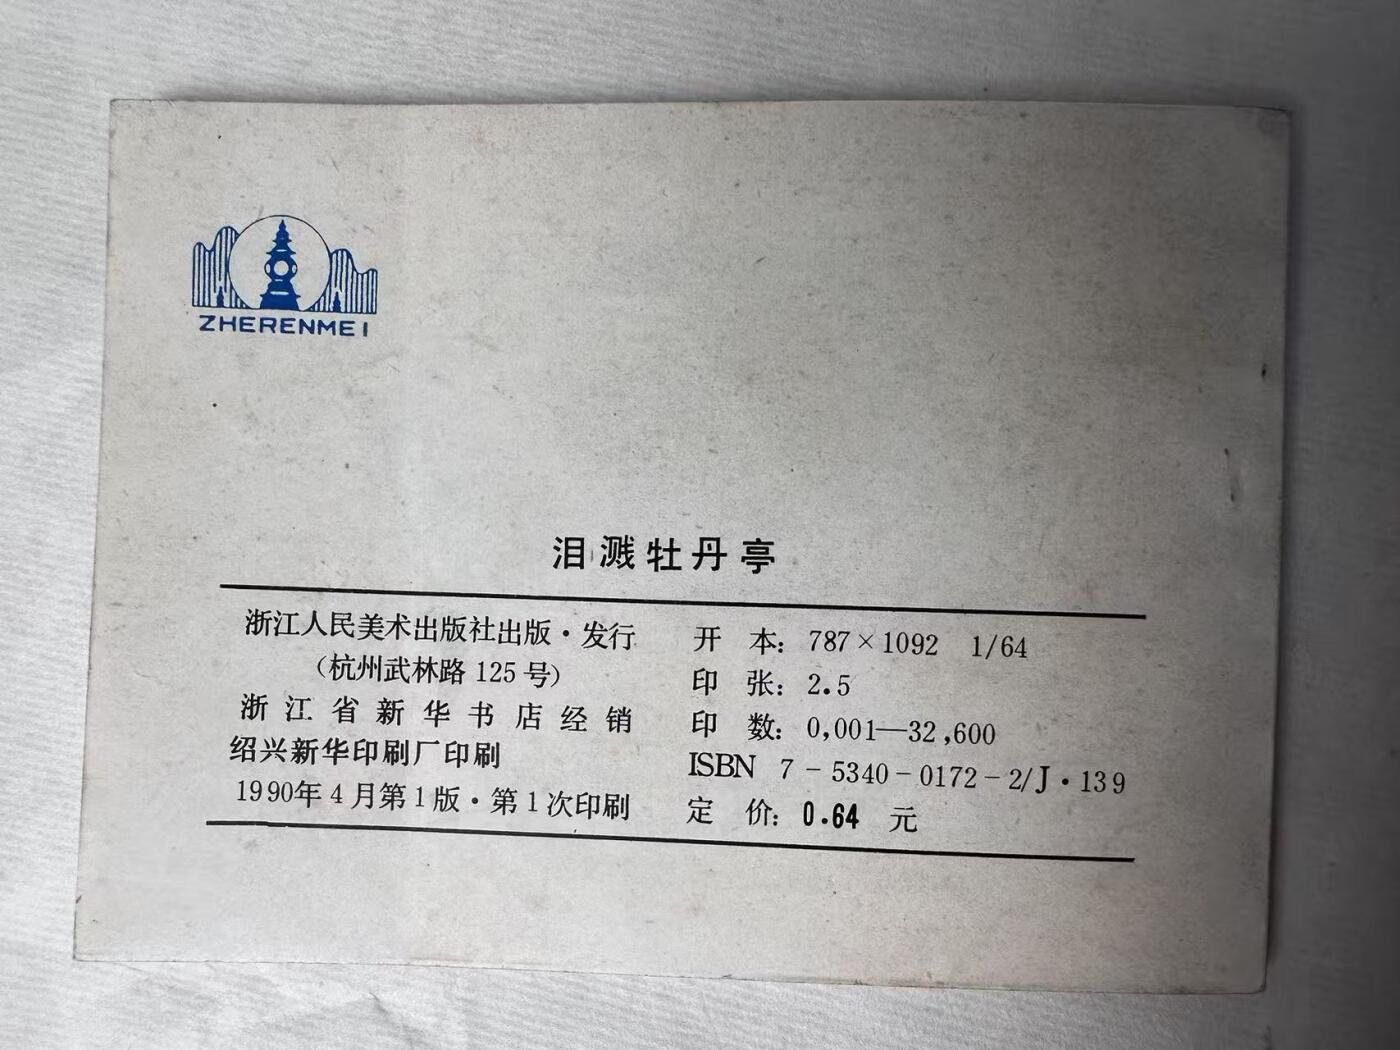 ZHERENMEI
泪溅牡丹亭
浙江人民美术出版社出版·发行
（杭州武林路125号）
浙江省新华书店经销
绍兴新华印刷厂印刷
1990年4月第1版·第1次印刷
开 本：787×1092 1/64
印 张：2.5
印 数：0,001—32,600
ISBN 7-5340-0172-2/J·139
定 价：0.64 元